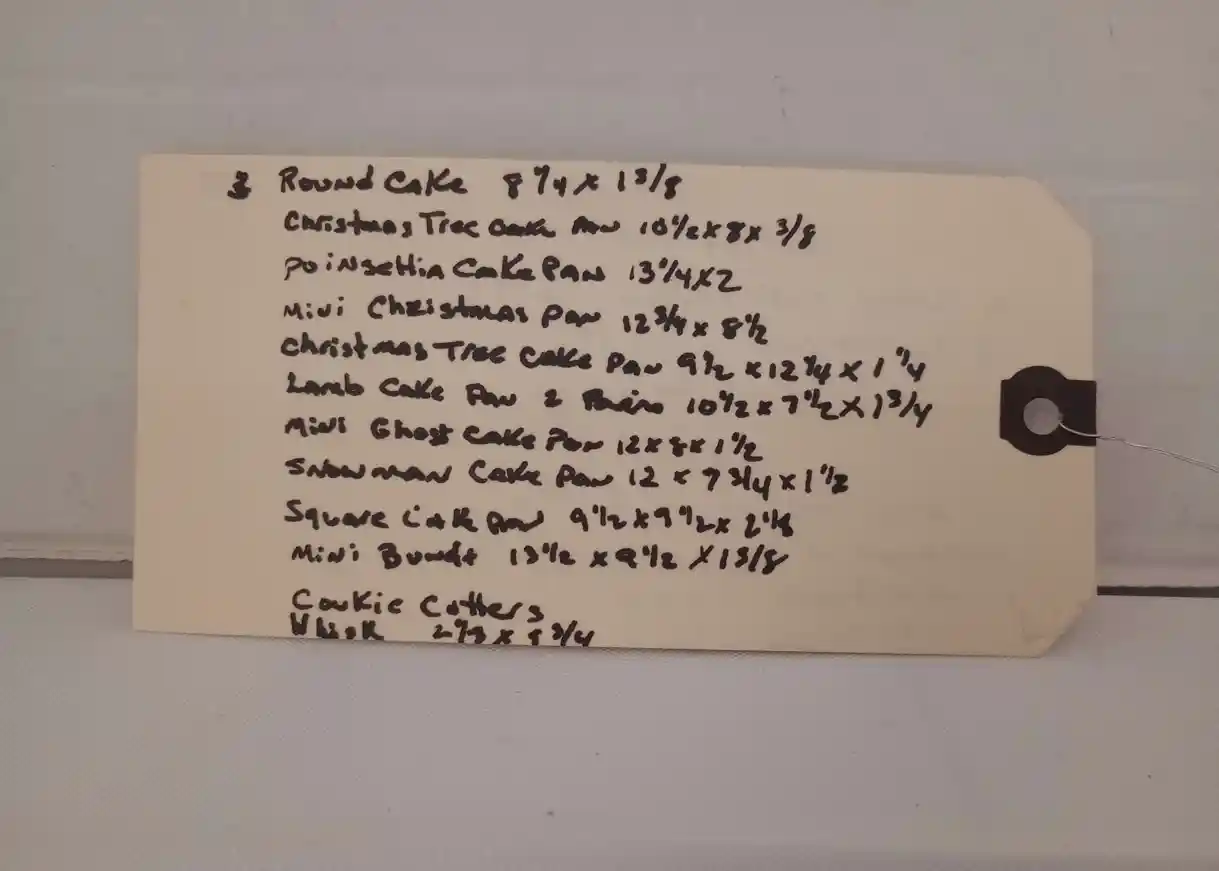 Round Cake 8 1/4 x 1 3/8
Christmas Tree Cake Pan 10 1/2 x 8 x 3/8
Poinsettia Cake Pan 13 1/4 x 2
Mini Christmas Pan 12 3/4 x 8 1/2
Christmas Tree Cake Pan 9 1/2 x 12 1/4 x 1 1/4
Lamb Cake Pan 2 10 1/2 x 7 1/2 x 1 3/4
Mini Ghost Cake Pan 12 x 8 x 1 1/2
Snowman Cake Pan 12 x 7 3/4 x 1 1/2
Square Cake Pan 9 1/2 x 9 1/2 x
Mini Bundt 13 1/2 x 9 1/2 x 1 3/8
Cookie Cutters
Whisk